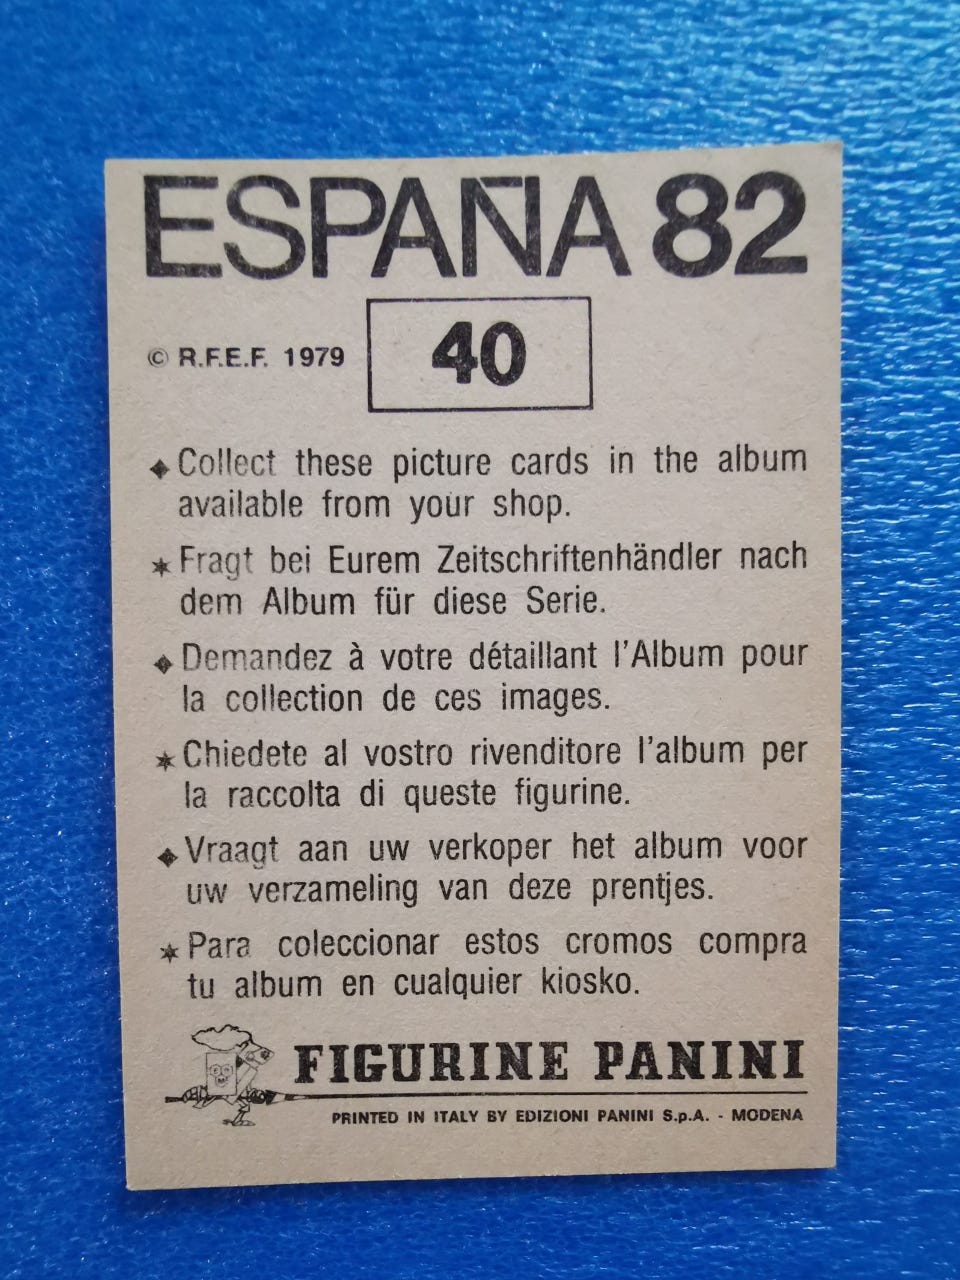 ESPAÑA 82
© R.F.E.F. 1979
40
Collect these picture cards in the album
available from your shop.
Fragt bei Eurem Zeitschriftenhändler nach
dem Album für diese Serie.
Demandez à votre détaillant l'Album pour
la collection de ces images.
Chiedete al vostro rivenditore l'album per
la raccolta di queste figurine.
Vraagt aan uw verkoper het album voor
uw verzameling van deze prentjes.
Para coleccionar estos cromos compra
tu album en cualquier kiosko.
FIGURINE PANINI
PRINTED IN ITALY BY EDIZIONI PANINI S.p.A. - MODENA